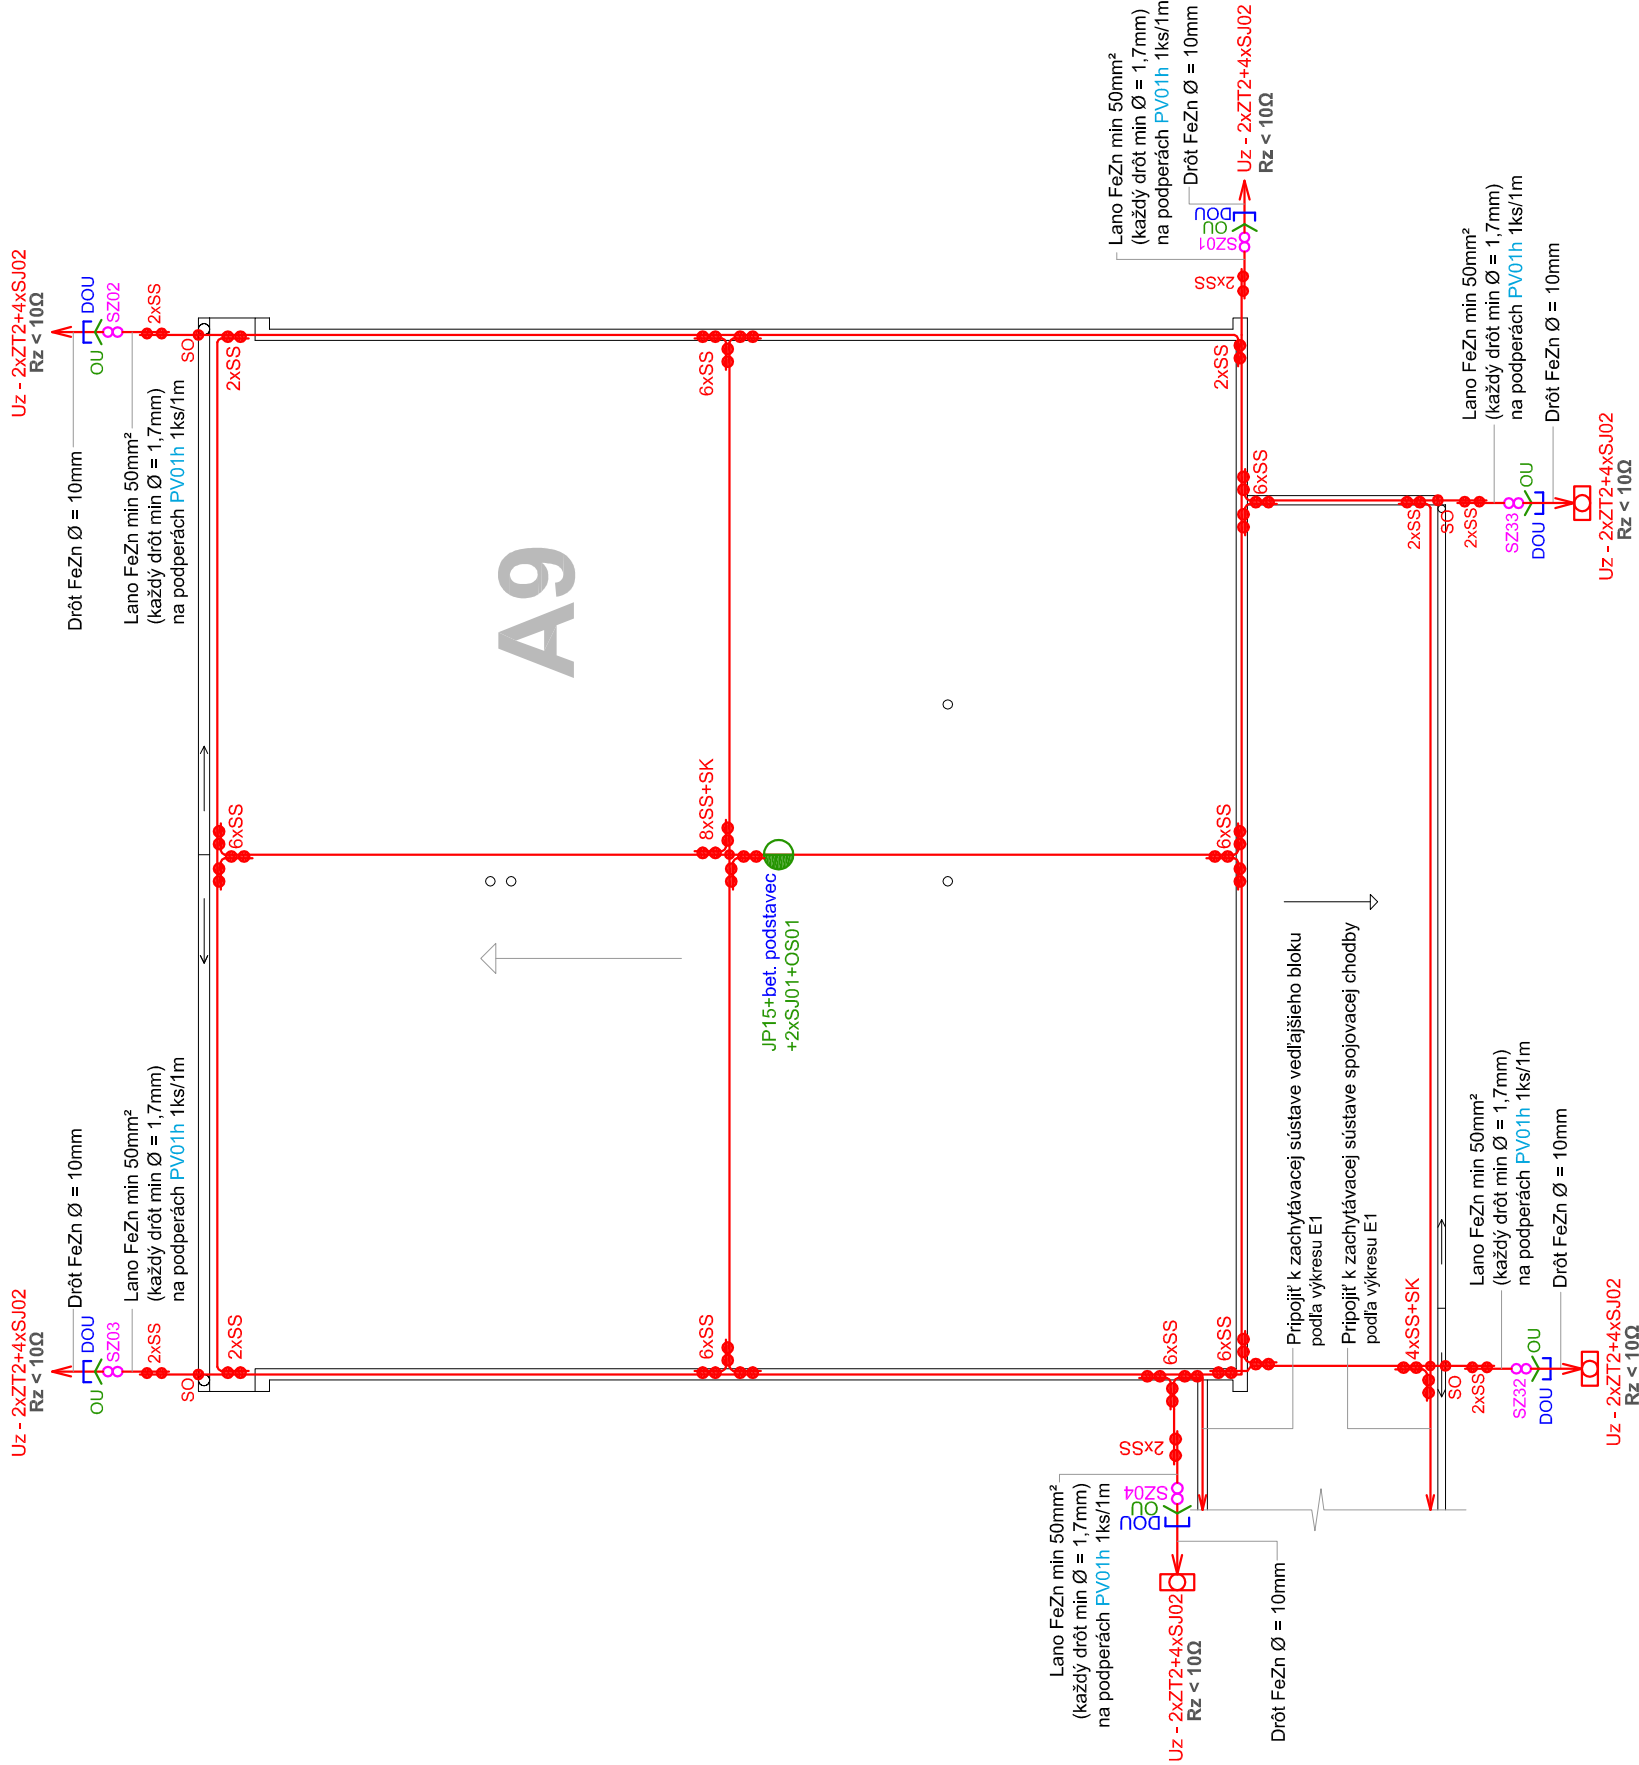 Uz - 2xZT2+4xSJ02
Rz < 10Ω
Drôt FeZn Ø = 10mm
OU
DOU
SZ03
Lano FeZn min 50mm²
(každý drôt min Ø = 1,7mm)
na podperách PV01h 1ks/1m
2xSS
SO
2xSS
Uz - 2xZT2+4xSJ02
Rz < 10Ω
Drôt FeZn Ø = 10mm
OU
DOU
SZ02
Lano FeZn min 50mm²
(každý drôt min Ø = 1,7mm)
na podperách PV01h 1ks/1m
2xSS
SO
2xSS
6xSS
A9
6xSS
8xSS+SK
6xSS
JP15+bet. podstavec
+2xSJ01+OS01
Lano FeZn min 50mm²
(každý drôt min Ø = 1,7mm)
na podperách PV01h 1ks/1m
Drôt FeZn Ø = 10mm
Uz - 2xZT2+4xSJ02
Rz < 10Ω
DOU
OU
SZ01
2xSS
2xSS
6xSS
6xSS
6xSS
6xSS
2xSS
SZ04
OU
DOU
Lano FeZn min 50mm²
(každý drôt min Ø = 1,7mm)
na podperách PV01h 1ks/1m
Uz - 2xZT2+4xSJ02
Rz < 10Ω
Drôt FeZn Ø = 10mm
Pripojiť k zachytávacej sústave vedľajšieho bloku
podľa výkresu E1
Pripojiť k zachytávacej sústave spojovacej chodby
podľa výkresu E1
4xSS+SK
SO
2xSS
Lano FeZn min 50mm²
(každý drôt min Ø = 1,7mm)
na podperách PV01h 1ks/1m
SZ32
OU
DOU
Drôt FeZn Ø = 10mm
Uz - 2xZT2+4xSJ02
Rz < 10Ω
2xSS
SO
2xSS
Lano FeZn min 50mm²
(každý drôt min Ø = 1,7mm)
na podperách PV01h 1ks/1m
SZ33
OU
DOU
Drôt FeZn Ø = 10mm
Uz - 2xZT2+4xSJ02
Rz < 10Ω